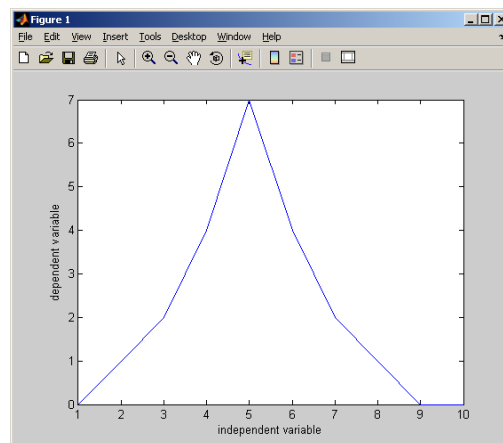 Figure 1
File Edit View Insert Tools Desktop Window Help
7
6
5
4
3
2
1
0
dependent variable
1 2 3 4 5 6 7 8 9 10
independent variable